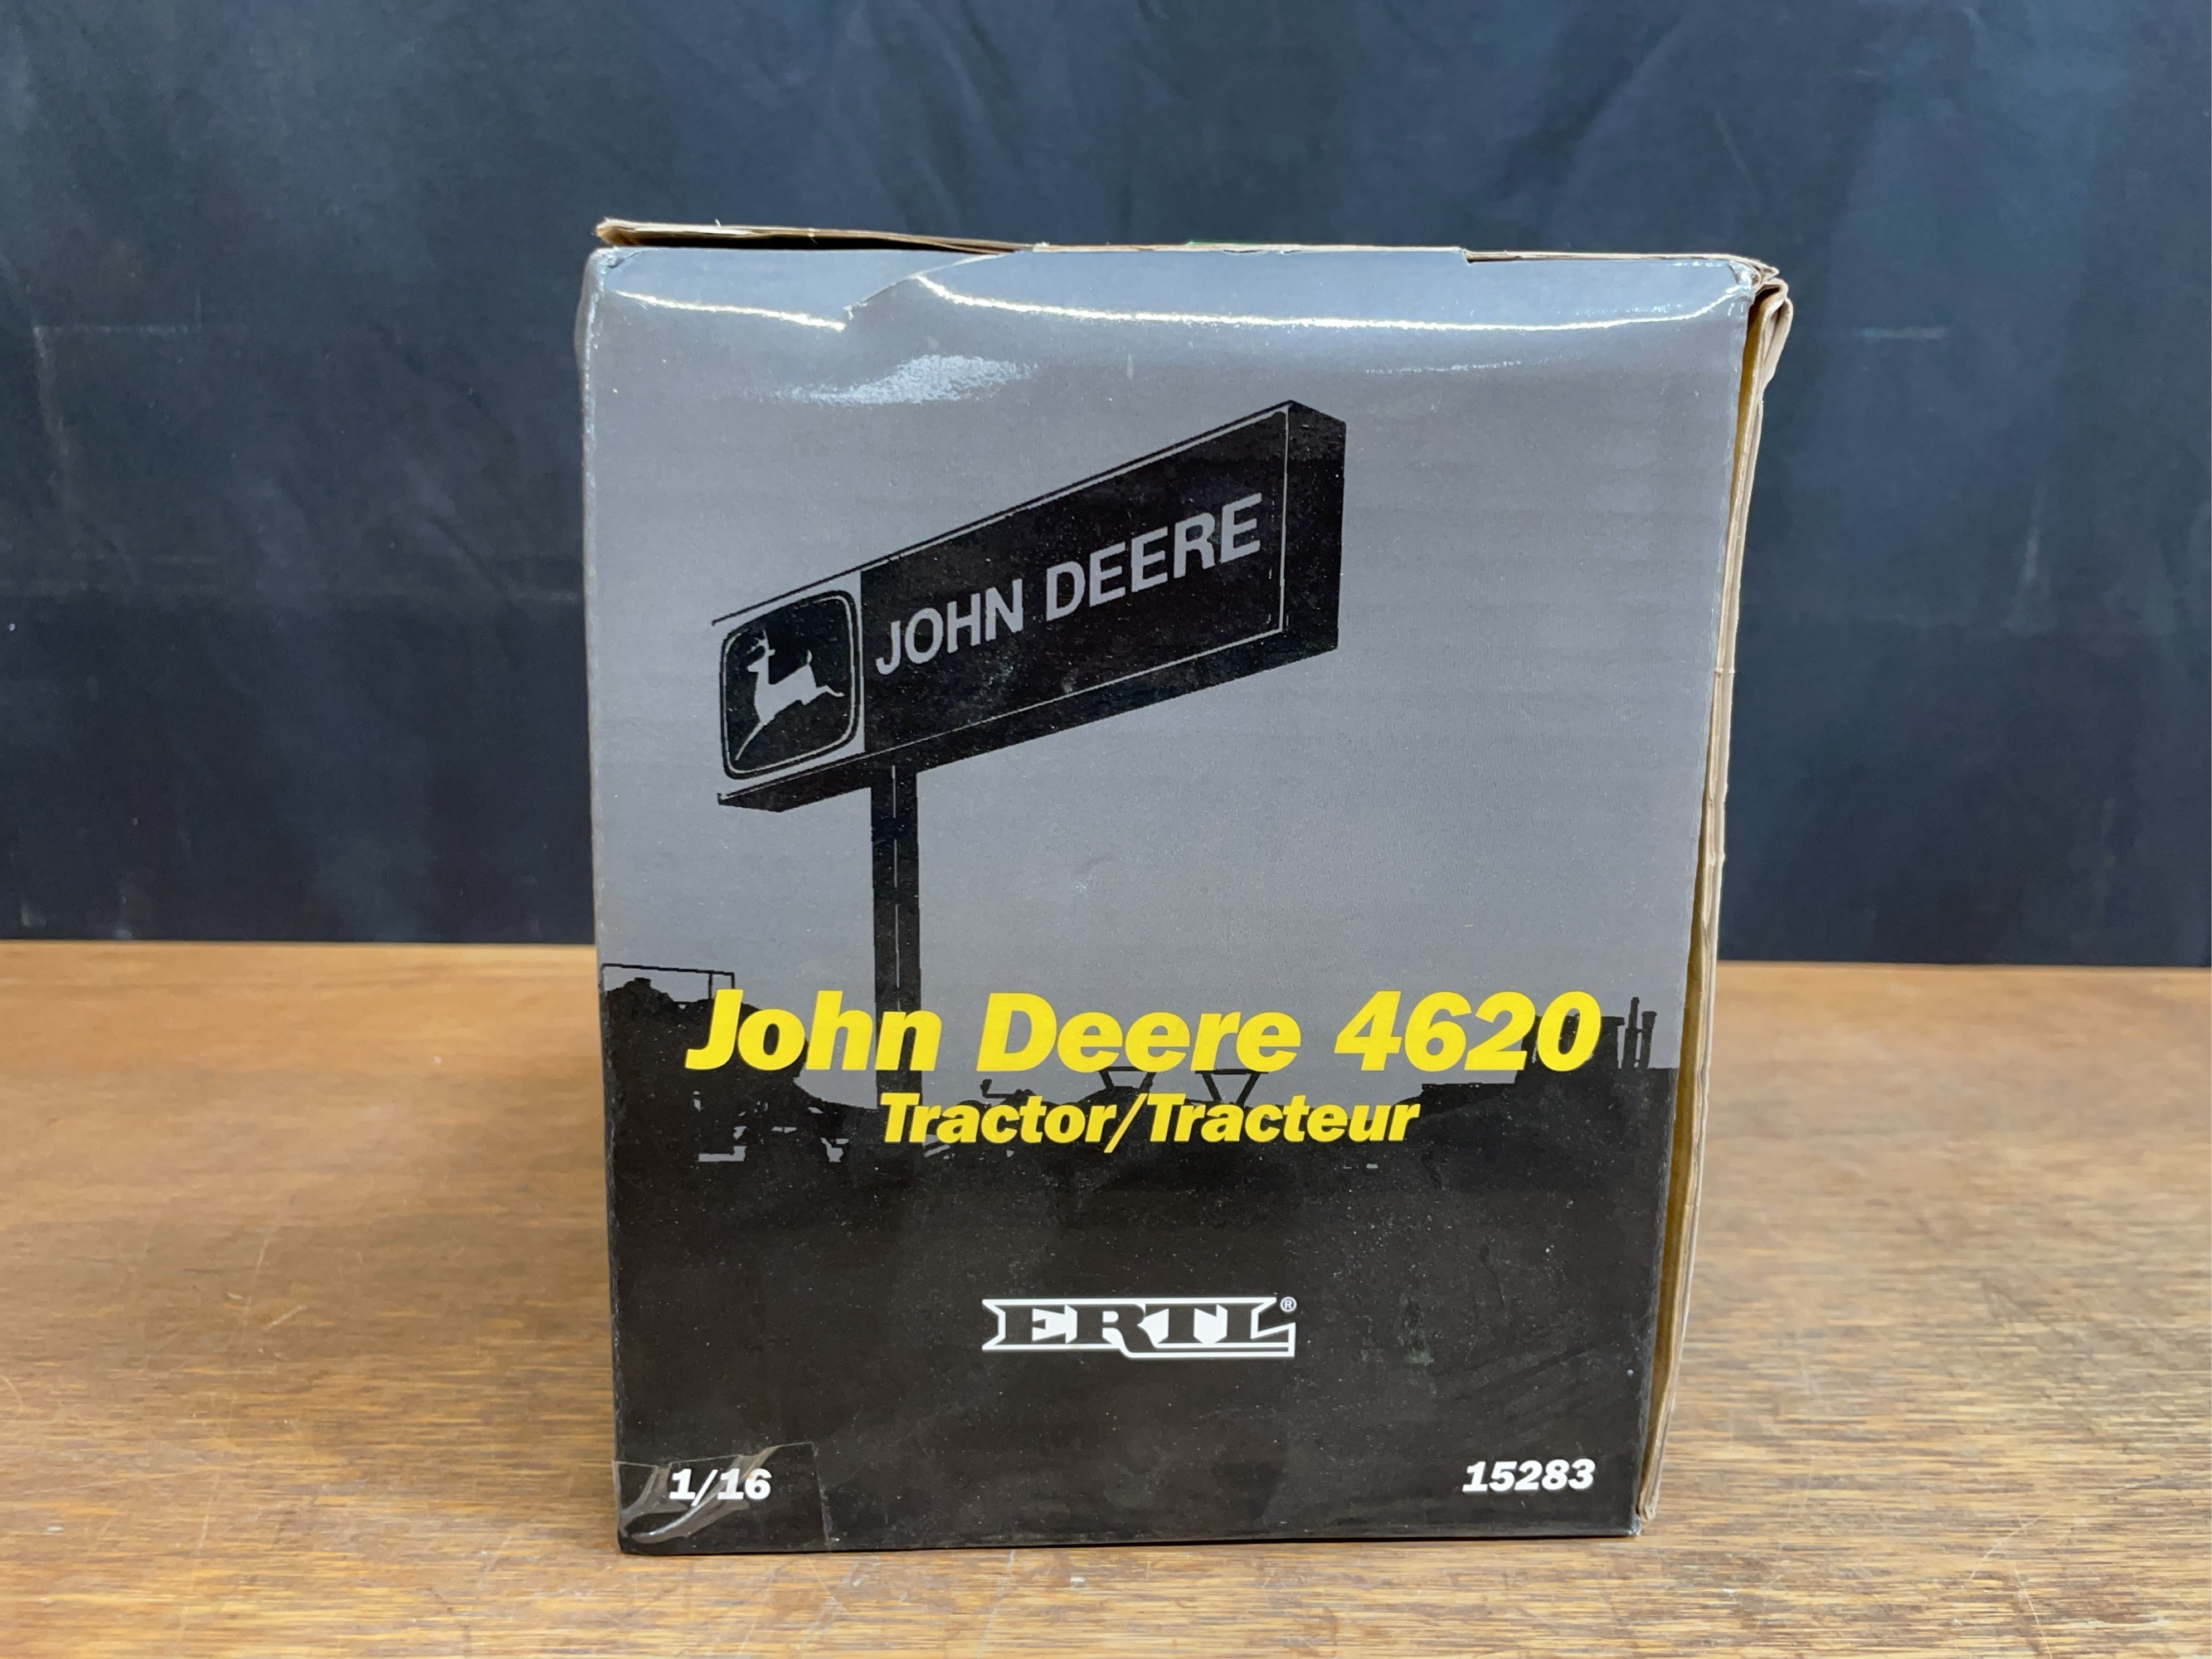 JOHN DEERE
John Deere 4620
Tractor/Tracteur
ERTL®
1/16
15283